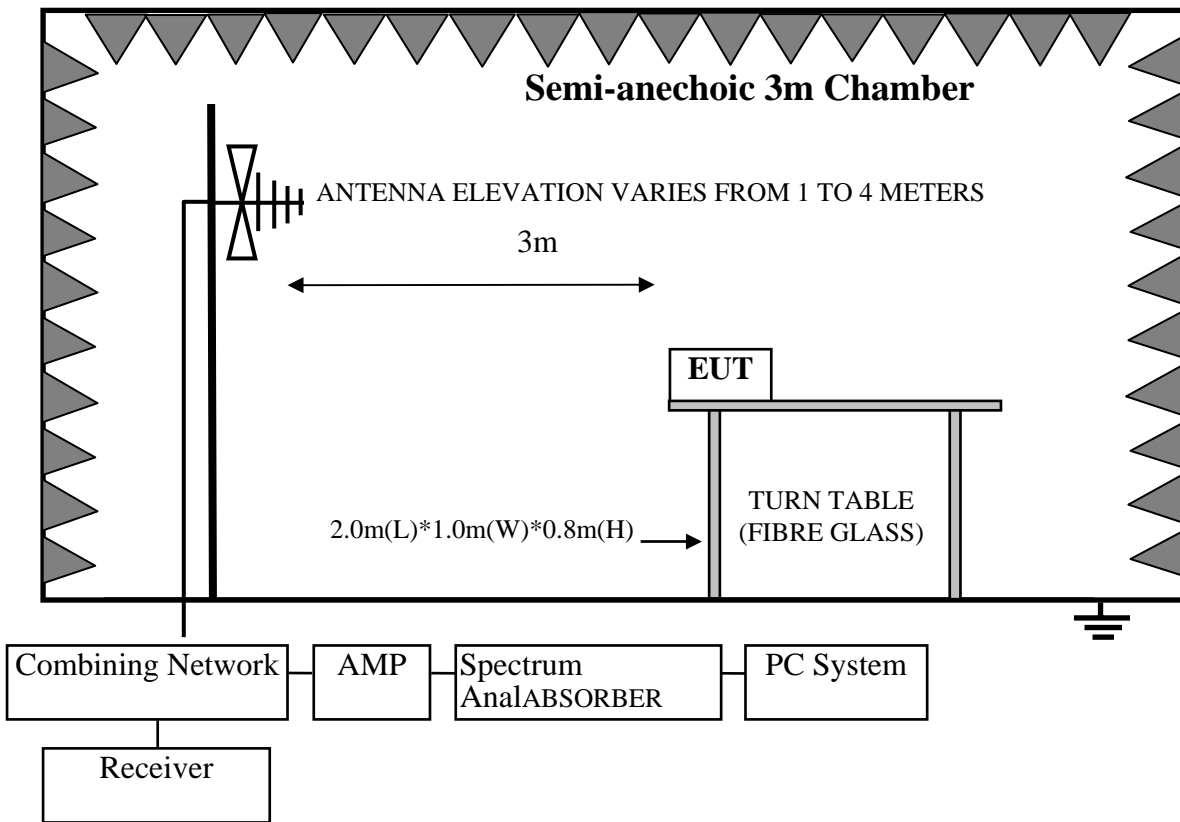 Semi-anechoic 3m Chamber
ANTENNA ELEVATION VARIES FROM 1 TO 4 METERS
3m
EUT
TURN TABLE
(FIBRE GLASS)
2.0m(L)*1.0m(W)*0.8m(H)
Combining Network
AMP
Spectrum
AnalABSORBER
PC System
Receiver